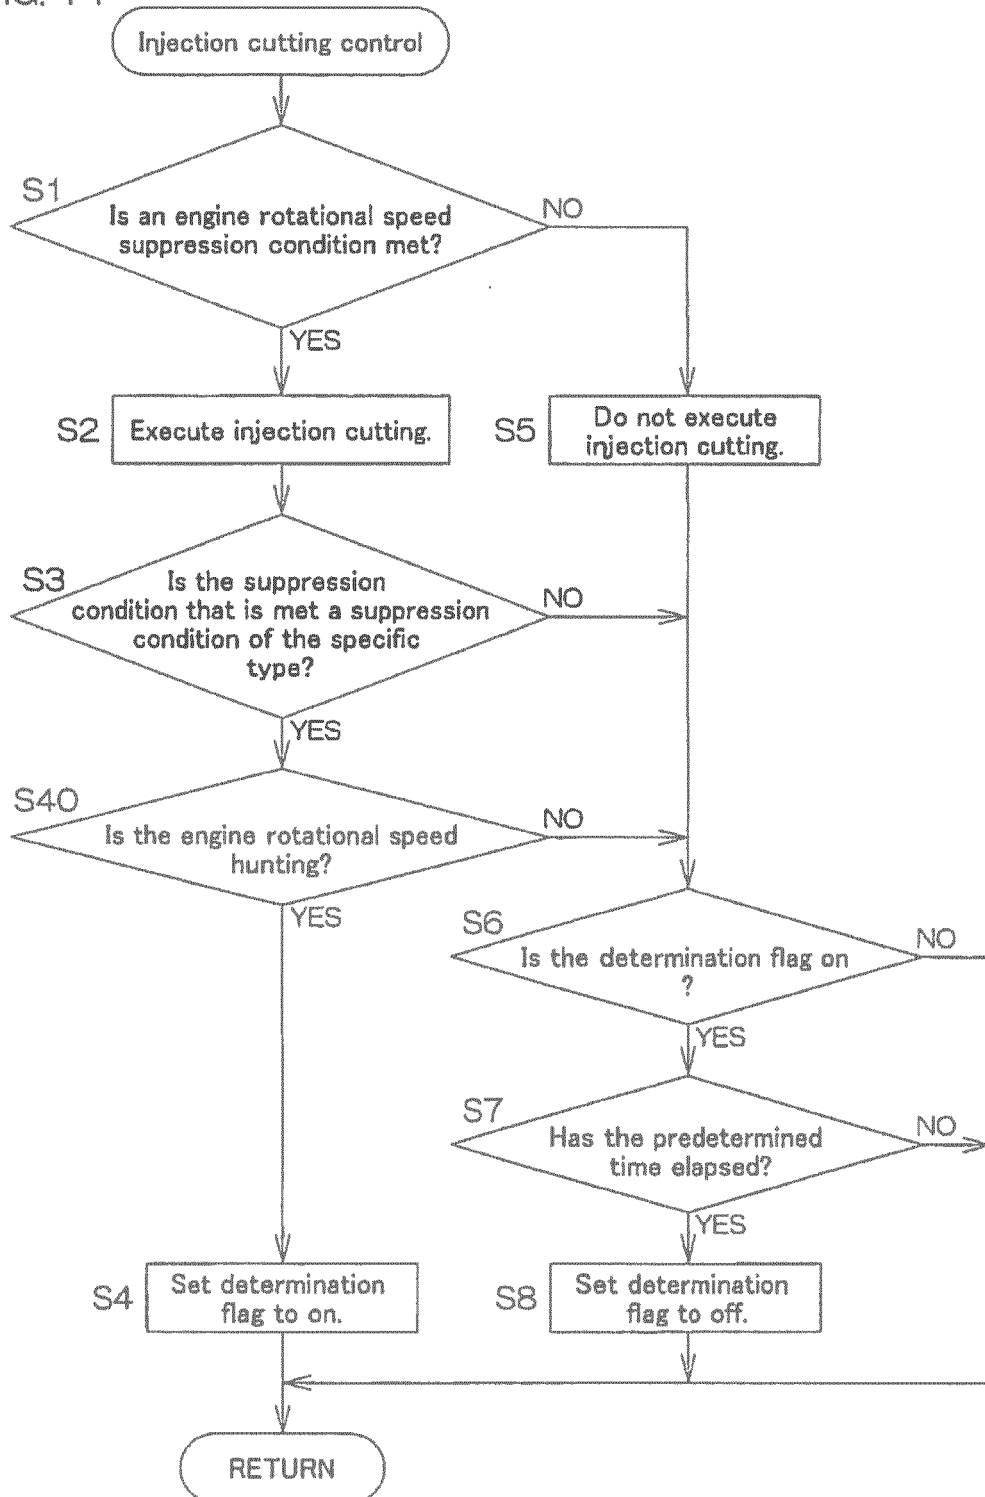 Injection cutting control
S1
Is an engine rotational speed
suppression condition met?
NO
YES
S2
Execute injection cutting.
S5
Do not execute
injection cutting.
S3
Is the suppression
condition that is met a suppression
condition of the specific
type?
NO
YES
S40
Is the engine rotational speed
hunting?
NO
YES
S6
Is the determination flag on
?
NO
YES
S7
Has the predetermined
time elapsed?
NO
YES
S4
Set determination
flag to on.
S8
Set determination
flag to off.
RETURN